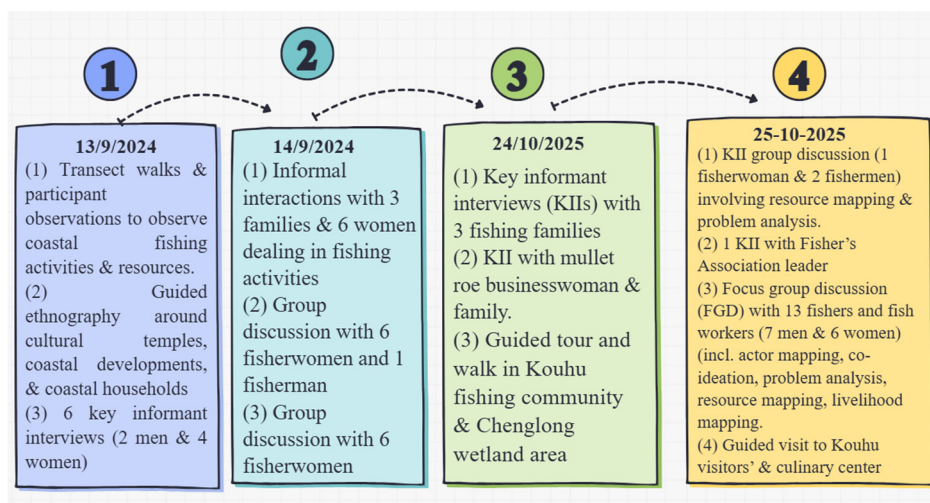 1
2
3
4
13/9/2024
(1) Transect walks &
participant
observations to observe
coastal fishing
activities & resources.
(2) Guided
ethnography around
cultural temples,
coastal developments,
& coastal households
(3) 6 key informant
interviews (2 men & 4
women)
14/9/2024
(1) Informal
interactions with 3
families & 6 women
dealing in fishing
activities
(2) Group
discussion with 6
fisherwomen and 1
fisherman
(3) Group
discussion with 6
fisherwomen
24/10/2025
(1) Key informant
interviews (KIIs) with
3 fishing families
(2) KII with mullet
roe businesswoman &
family.
(3) Guided tour and
walk in Kouhu
fishing community
& Chenglong
wetland area
25-10-2025
(1) KII group discussion (1
fisherwoman & 2 fishermen)
involving resource mapping &
problem analysis.
(2) 1 KII with Fisher’s
Association leader
(3) Focus group discussion
(FGD) with 13 fishers and fish
workers (7 men & 6 women)
(incl. actor mapping, co-
ideation, problem analysis,
resource mapping, livelihood
mapping.
(4) Guided visit to Kouhu
visitors’ & culinary center